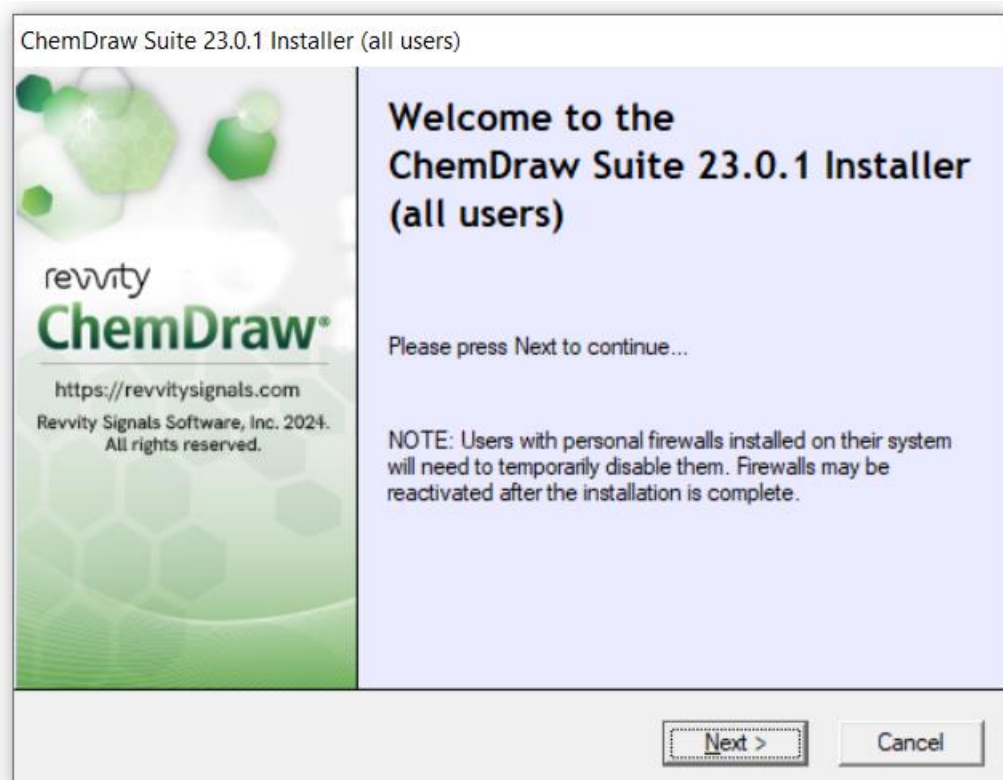 ChemDraw Suite 23.0.1 Installer (all users)
revvity
ChemDraw®
https://revvitysignals.com
Revvity Signals Software, Inc. 2024.
All rights reserved.
Welcome to the
ChemDraw Suite 23.0.1 Installer
(all users)
Please press Next to continue...
NOTE: Users with personal firewalls installed on their system
will need to temporarily disable them. Firewalls may be
reactivated after the installation is complete.
Next >
Cancel